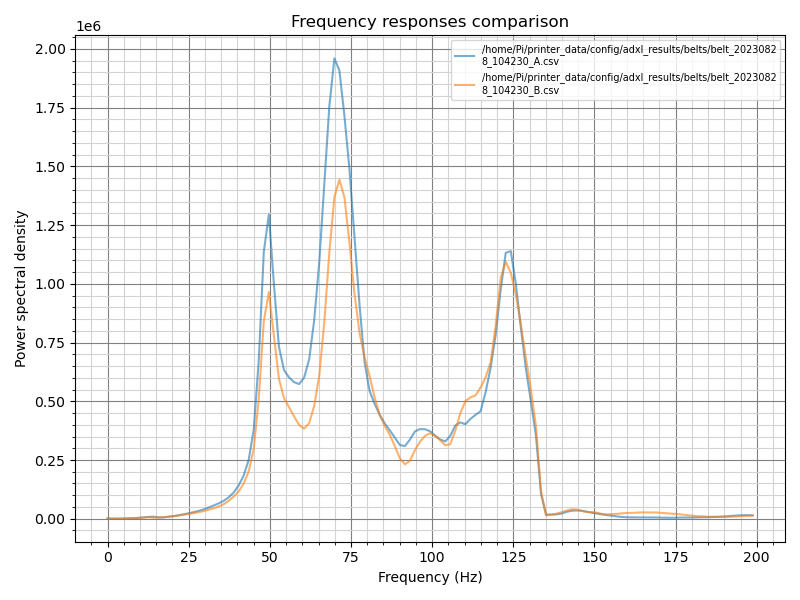 Frequency responses comparison
1e6
/home/Pi/printer_data/config/adxl_results/belts/belt_2023082
8_104230_A.csv
/home/Pi/printer_data/config/adxl_results/belts/belt_2023082
8_104230_B.csv
2.00
1.75
1.50
1.25
1.00
0.75
0.50
0.25
0.00
Power spectral density
0 25 50 75 100 125 150 175 200
Frequency (Hz)